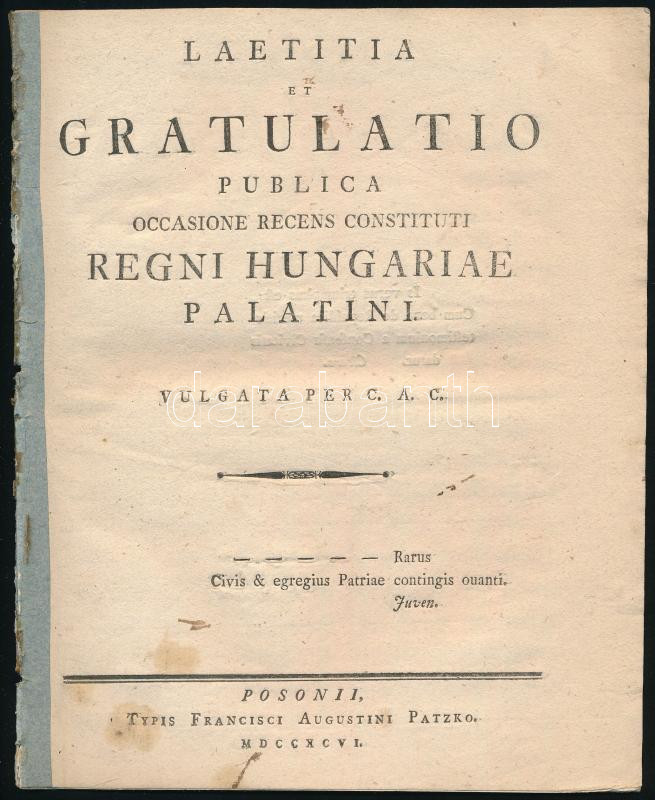 LAETITIA
ET
GRATULATIO
PUBLICA
OCCASIONE RECENS CONSTITUTI
REGNI HUNGARIAE
PALATINI.
VULGATA PER C. A. C.
darabanth
— — — — — Rarus
Civis & egregius Patriae contingis ouanti.
Juven.
POSONII,
TYPIS FRANCISCI AUGUSTINI PATZKO.
MDCCXCVI.